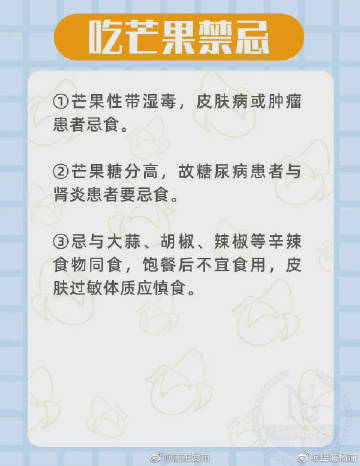 吃芒果禁忌
①芒果性带湿毒，皮肤病或肿瘤
患者忌食。
②芒果糖分高，故糖尿病患者与
肾炎患者要忌食。
③忌与大蒜、胡椒、辣椒等辛辣
食物同食，饱餐后不宜食用，皮
肤过敏体质应慎食。